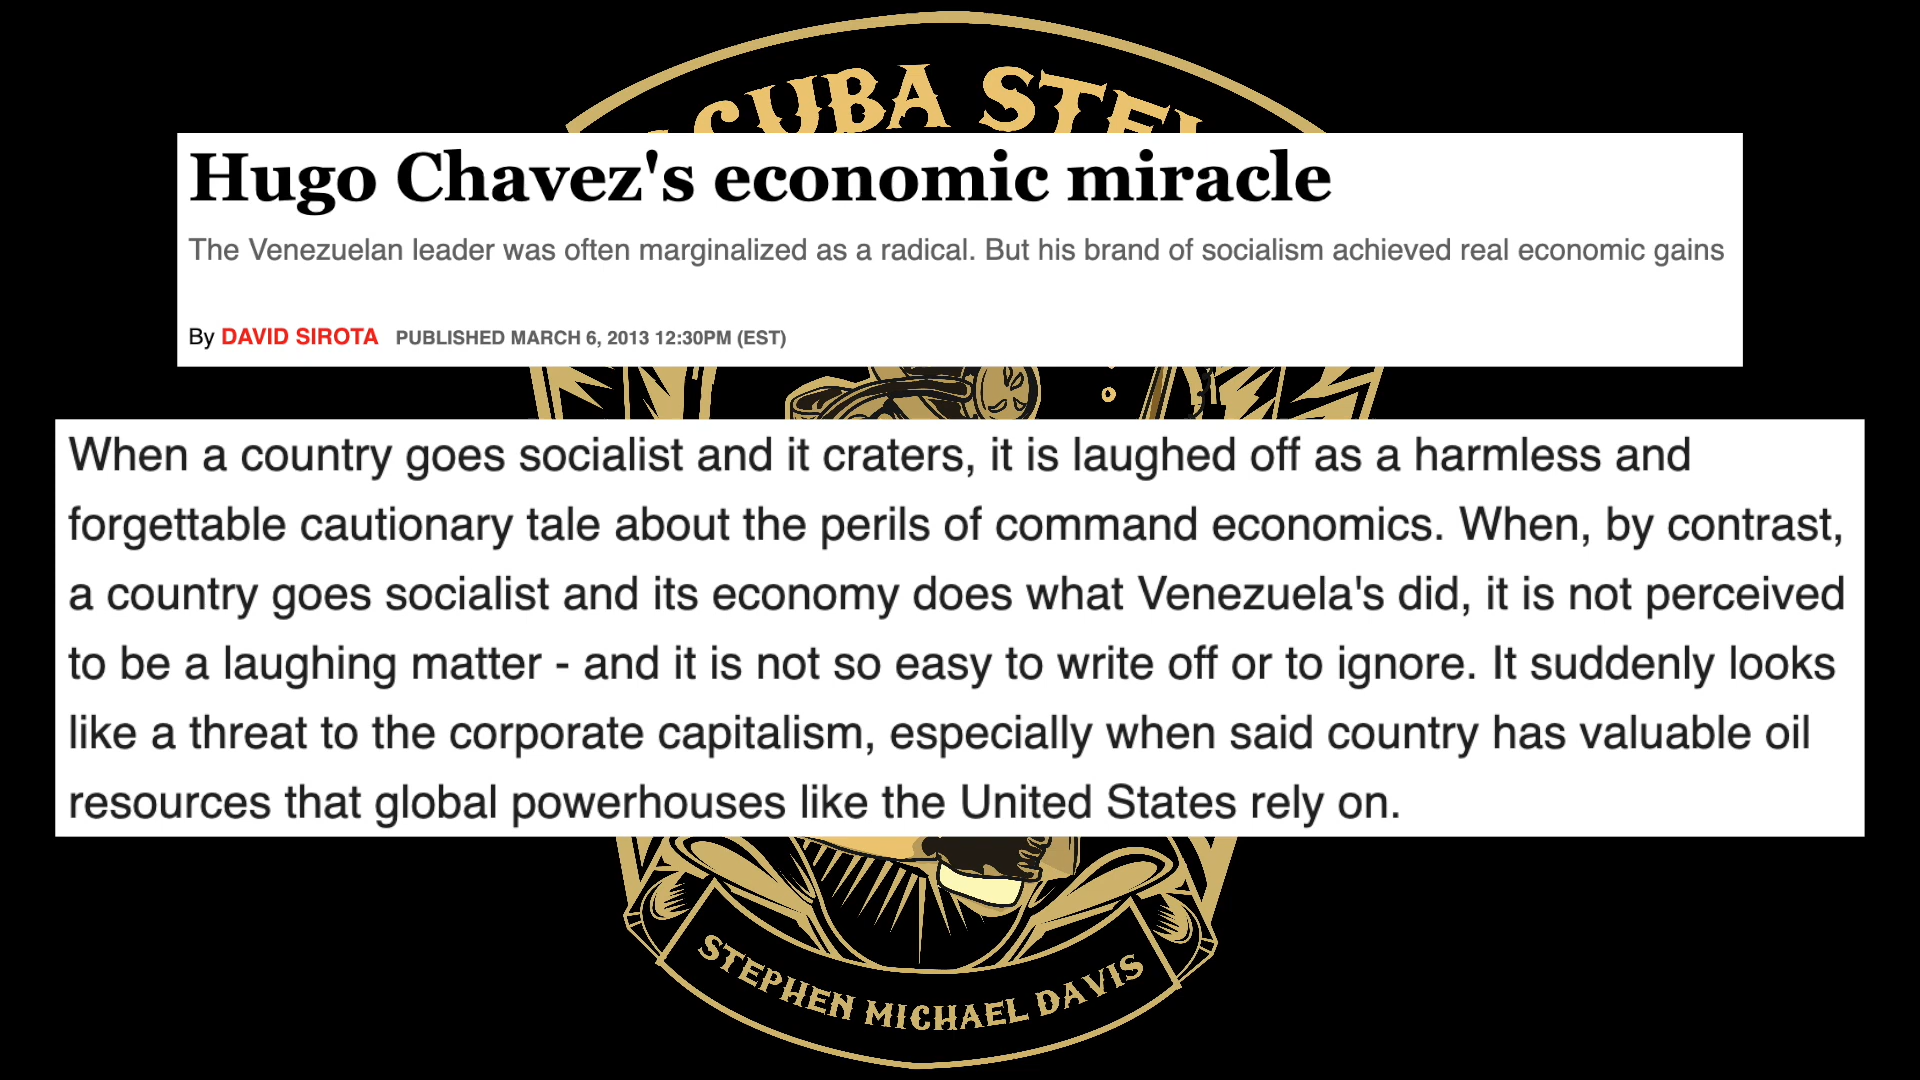 CUBA STE
Hugo Chavez's economic miracle
The Venezuelan leader was often marginalized as a radical. But his brand of socialism achieved real economic gains
By DAVID SIROTA PUBLISHED MARCH 6, 2013 12:30PM (EST)
When a country goes socialist and it craters, it is laughed off as a harmless and
forgettable cautionary tale about the perils of command economics. When, by contrast,
a country goes socialist and its economy does what Venezuela's did, it is not perceived
to be a laughing matter - and it is not so easy to write off or to ignore. It suddenly looks
like a threat to the corporate capitalism, especially when said country has valuable oil
resources that global powerhouses like the United States rely on.
STEPHEN MICHAEL DAVIS